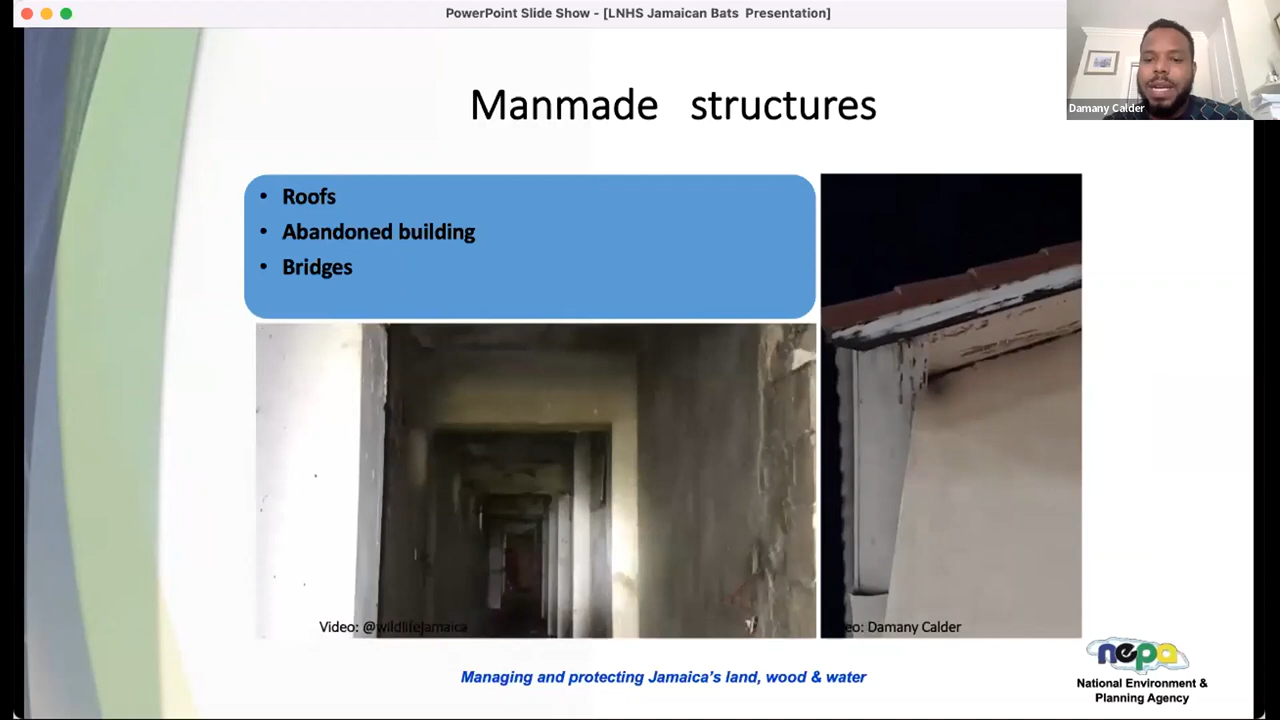 PowerPoint Slide Show - [LNHS Jamaican Bats Presentation]
Damany Calder
Manmade structures
• Roofs
• Abandoned building
• Bridges
Video: @wildlifejamaica
eo: Damany Calder
Managing and protecting Jamaica's land, wood & water
nepa
National Environment &
Planning Agency